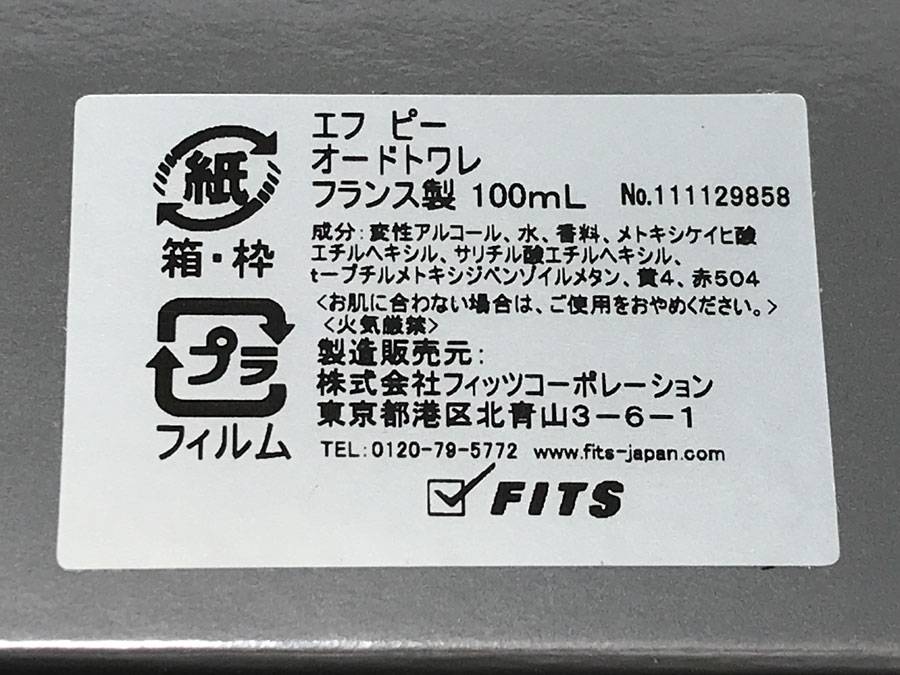 紙
箱・枠
プラ
フィルム
エフ ピー
オードトワレ
フランス製 100mL No.111129858
成分:変性アルコール、水、香料、メトキシケイヒ酸
エチルヘキシル、サリチル酸エチルヘキシル、
t-ブチルメトキシジベンゾイルメタン、黄4、赤504
<お肌に合わない場合は、ご使用をおやめください。>
<火気厳禁>
製造販売元:
株式会社フィッツコーポレーション
東京都港区北青山3-6-1
TEL:0120-79-5772 www.fits-japan.com
FITS